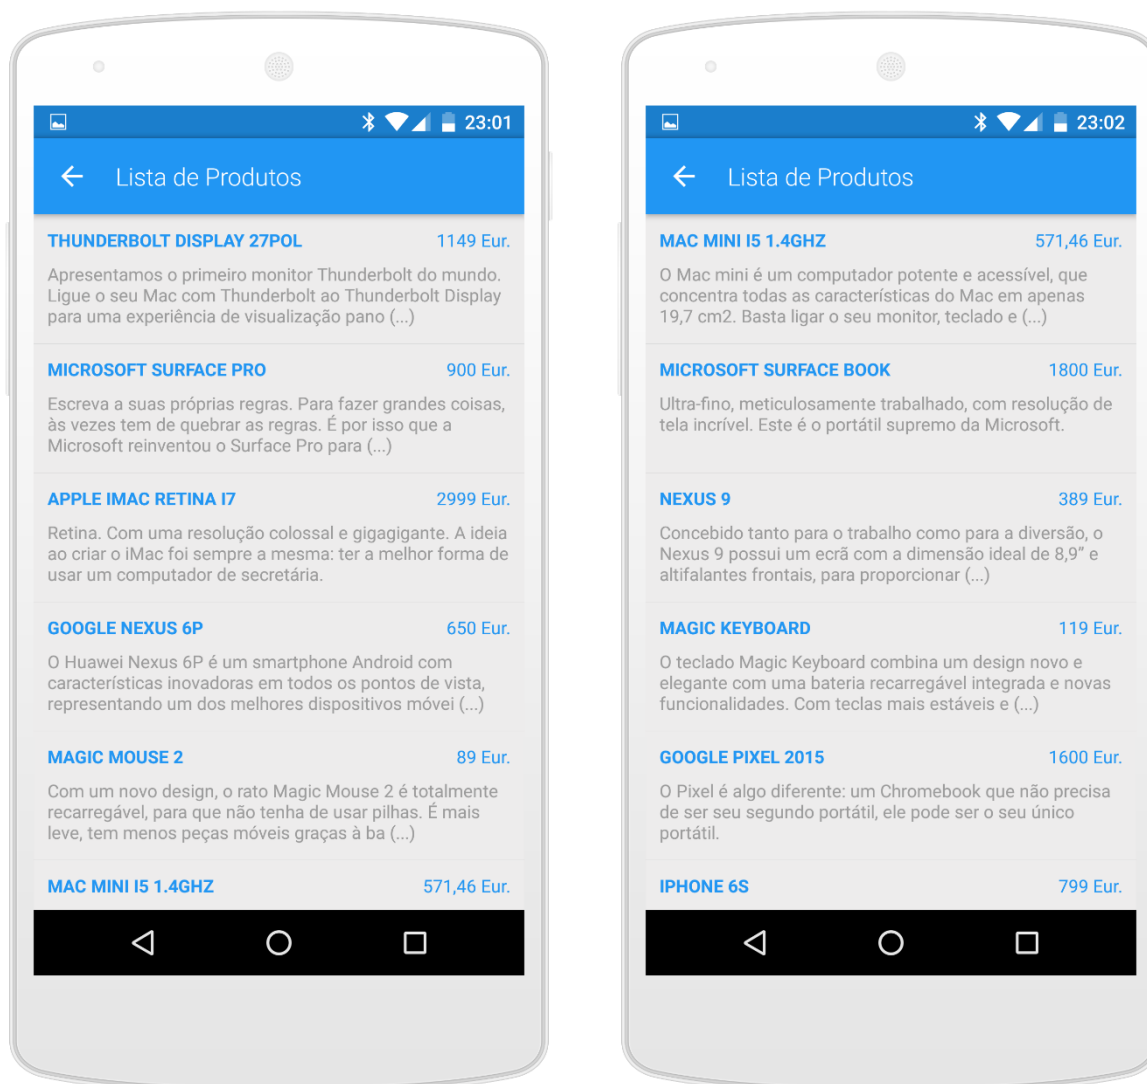 23:01
Lista de Produtos
THUNDERBOLT DISPLAY 27POL 1149 Eur.
Apresentamos o primeiro monitor Thunderbolt do mundo.
Ligue o seu Mac com Thunderbolt ao Thunderbolt Display
para uma experiência de visualização pano (...)
MICROSOFT SURFACE PRO 900 Eur.
Escreva a suas próprias regras. Para fazer grandes coisas,
às vezes tem de quebrar as regras. É por isso que a
Microsoft reinventou o Surface Pro para (...)
APPLE IMAC RETINA I7 2999 Eur.
Retina. Com uma resolução colossal e gigagigante. A ideia
ao criar o iMac foi sempre a mesma: ter a melhor forma de
usar um computador de secretária.
GOOGLE NEXUS 6P 650 Eur.
O Huawei Nexus 6P é um smartphone Android com
características inovadoras em todos os pontos de vista,
representando um dos melhores dispositivos móvei (...)
MAGIC MOUSE 2 89 Eur.
Com um novo design, o rato Magic Mouse 2 é totalmente
recarregável, para que não tenha de usar pilhas. É mais
leve, tem menos peças móveis graças à ba (...)
MAC MINI I5 1.4GHZ 571,46 Eur.
23:02
Lista de Produtos
MAC MINI I5 1.4GHZ 571,46 Eur.
O Mac mini é um computador potente e acessível, que
concentra todas as características do Mac em apenas
19,7 cm2. Basta ligar o seu monitor, teclado e (...)
MICROSOFT SURFACE BOOK 1800 Eur.
Ultra-fino, meticulosamente trabalhado, com resolução de
tela incrível. Este é o portátil supremo da Microsoft.
NEXUS 9 389 Eur.
Concebido tanto para o trabalho como para a diversão, o
Nexus 9 possui um ecrã com a dimensão ideal de 8,9” e
altifalantes frontais, para proporcionar (...)
MAGIC KEYBOARD 119 Eur.
O teclado Magic Keyboard combina um design novo e
elegante com uma bateria recarregável integrada e novas
funcionalidades. Com teclas mais estáveis e (...)
GOOGLE PIXEL 2015 1600 Eur.
O Pixel é algo diferente: um Chromebook que não precisa
de ser seu segundo portátil, ele pode ser o seu único
portátil.
IPHONE 6S 799 Eur.